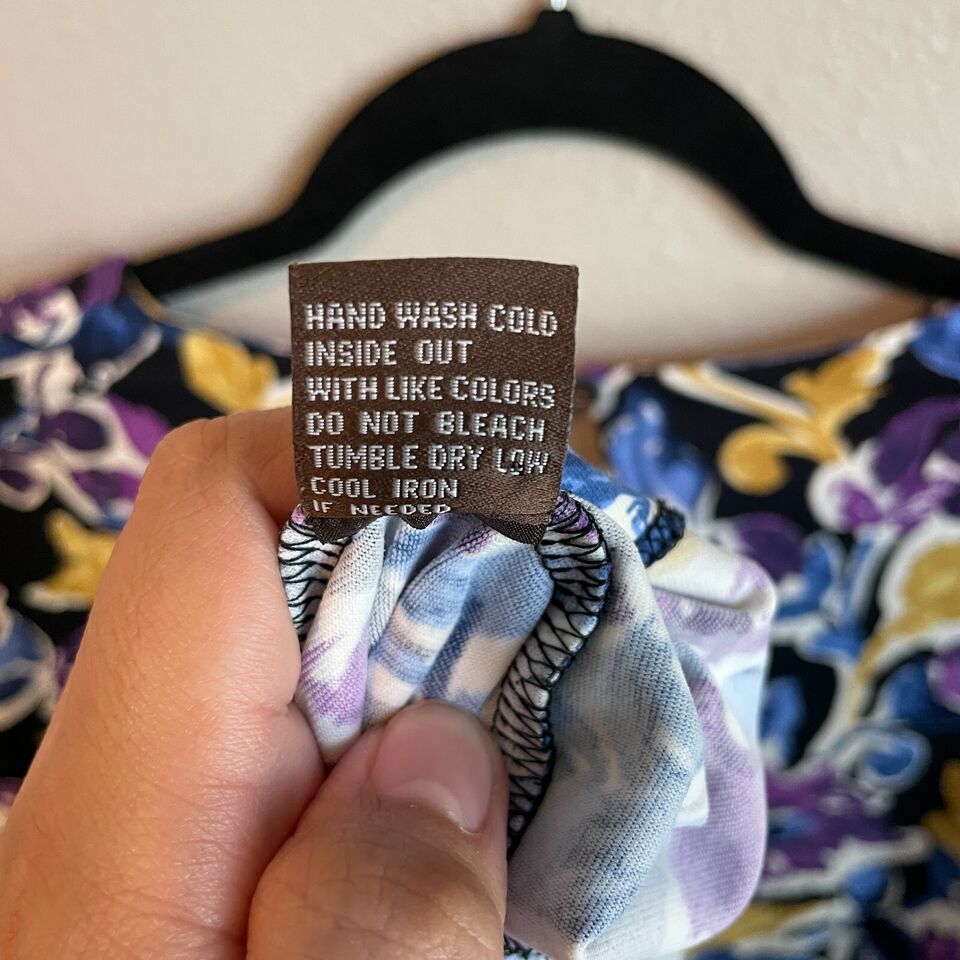 HAND WASH COLD
INSIDE OUT
WITH LIKE COLORS
DO NOT BLEACH
TUMBLE DRY LOW
COOL IRON
IF NEEDED